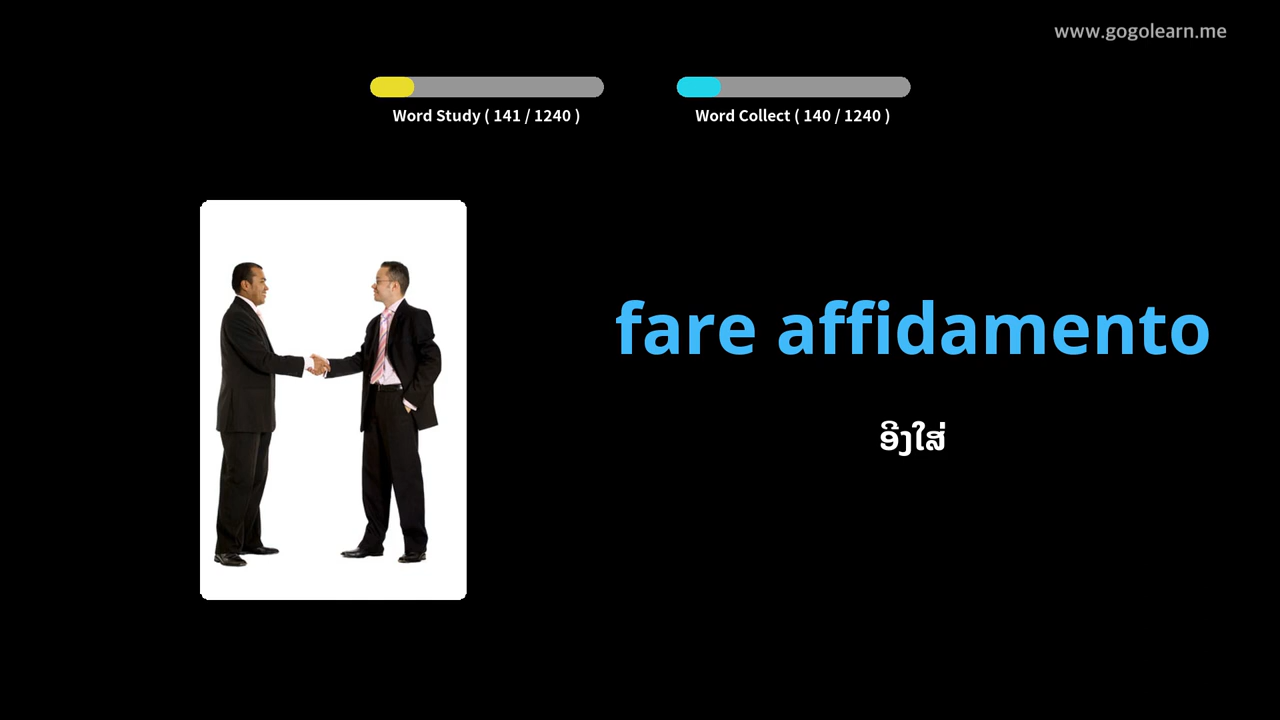 www.gogolearn.me
Word Study ( 141 / 1240 )
Word Collect ( 140 / 1240 )
fare affidamento
ອີງໃສ່